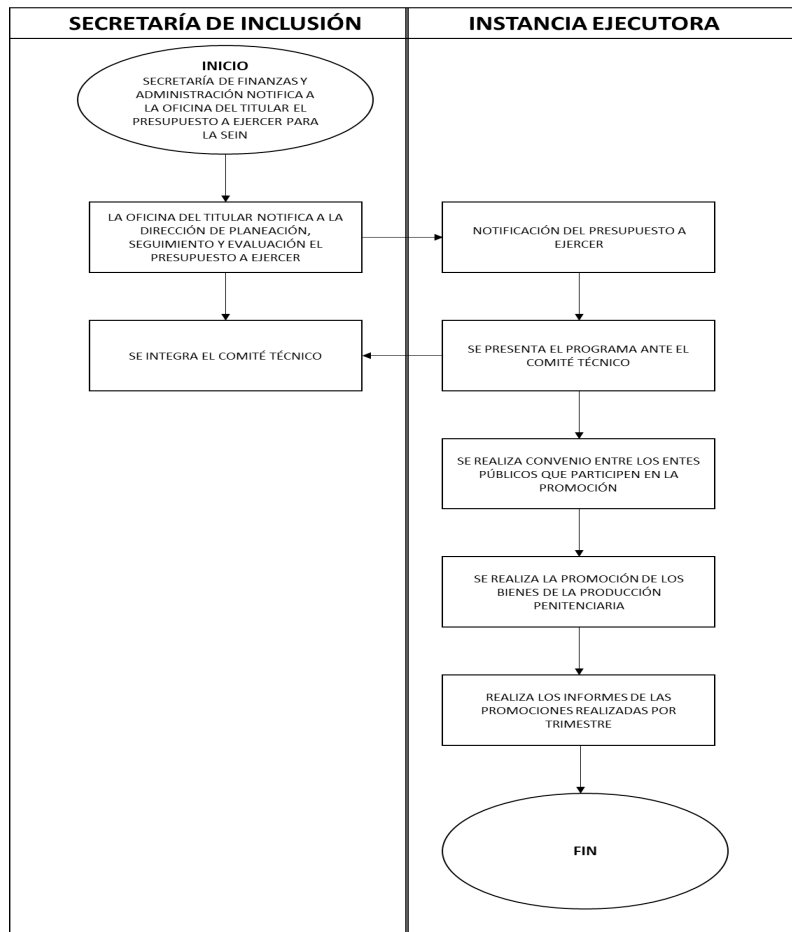 SECRETARÍA DE INCLUSIÓN
INSTANCIA EJECUTORA
INICIO
SECRETARÍA DE FINANZAS Y
ADMINISTRACIÓN NOTIFICA A
LA OFICINA DEL TITULAR EL
PRESUPUESTO A EJERCER PARA
LA SEIN
LA OFICINA DEL TITULAR NOTIFICA A LA
DIRECCIÓN DE PLANEACIÓN,
SEGUIMIENTO Y EVALUACIÓN EL
PRESUPUESTO A EJERCER
NOTIFICACIÓN DEL PRESUPUESTO A
EJERCER
SE INTEGRA EL COMITÉ TÉCNICO
SE PRESENTA EL PROGRAMA ANTE EL
COMITÉ TÉCNICO
SE REALIZA CONVENIO ENTRE LOS ENTES
PÚBLICOS QUE PARTICIPEN EN LA
PROMOCIÓN
SE REALIZA LA PROMOCIÓN DE LOS
BIENES DE LA PRODUCCIÓN
PENITENCIARIA
REALIZA LOS INFORMES DE LAS
PROMOCIONES REALIZADAS POR
TRIMESTRE
FIN